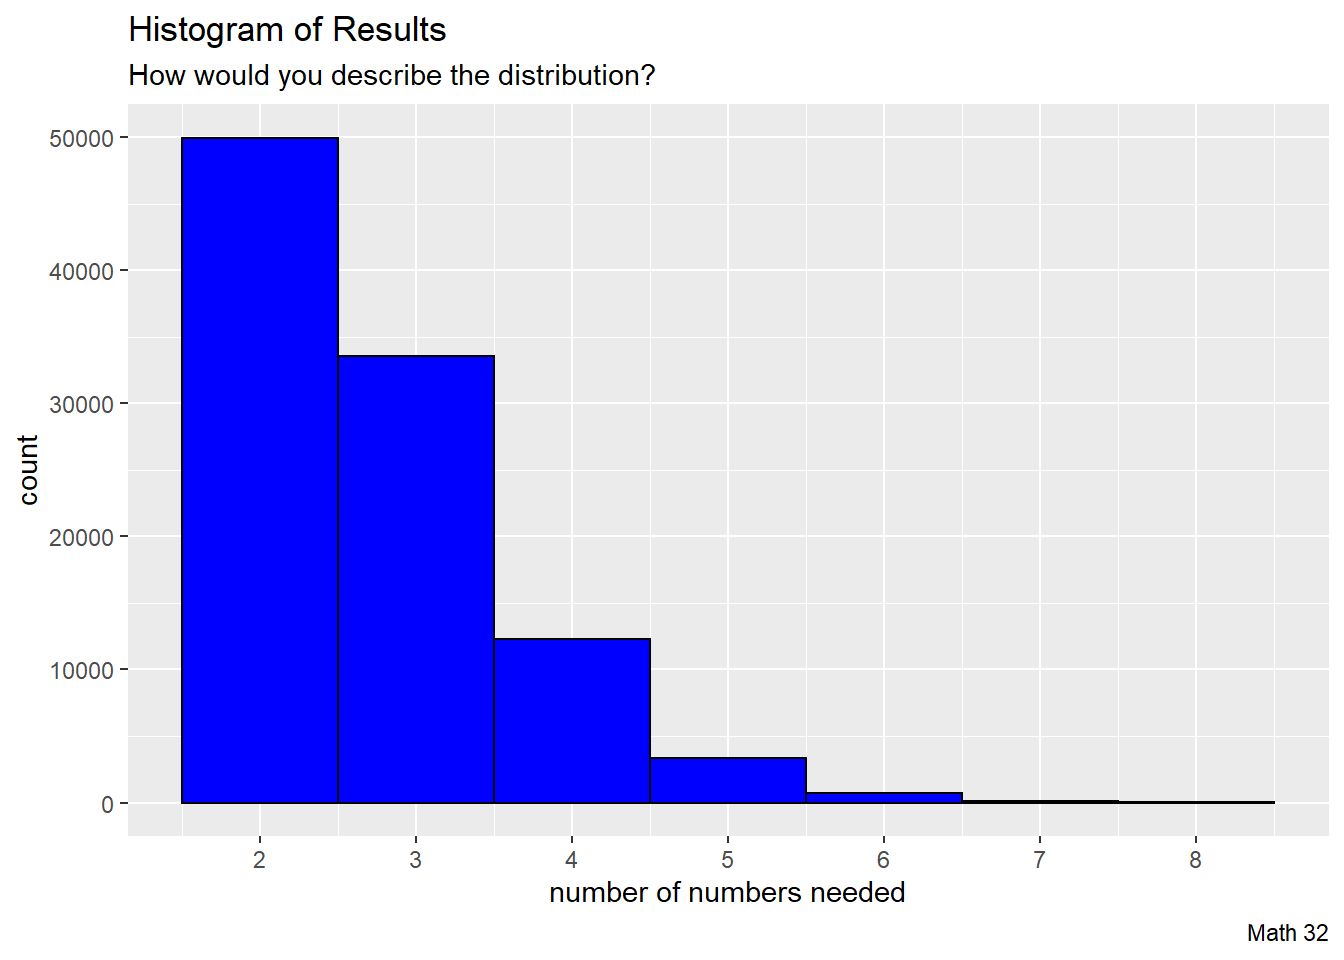 Histogram of Results
How would you describe the distribution?
50000
40000
30000
20000
10000
0
count
2 3 4 5 6 7 8
number of numbers needed
Math 32